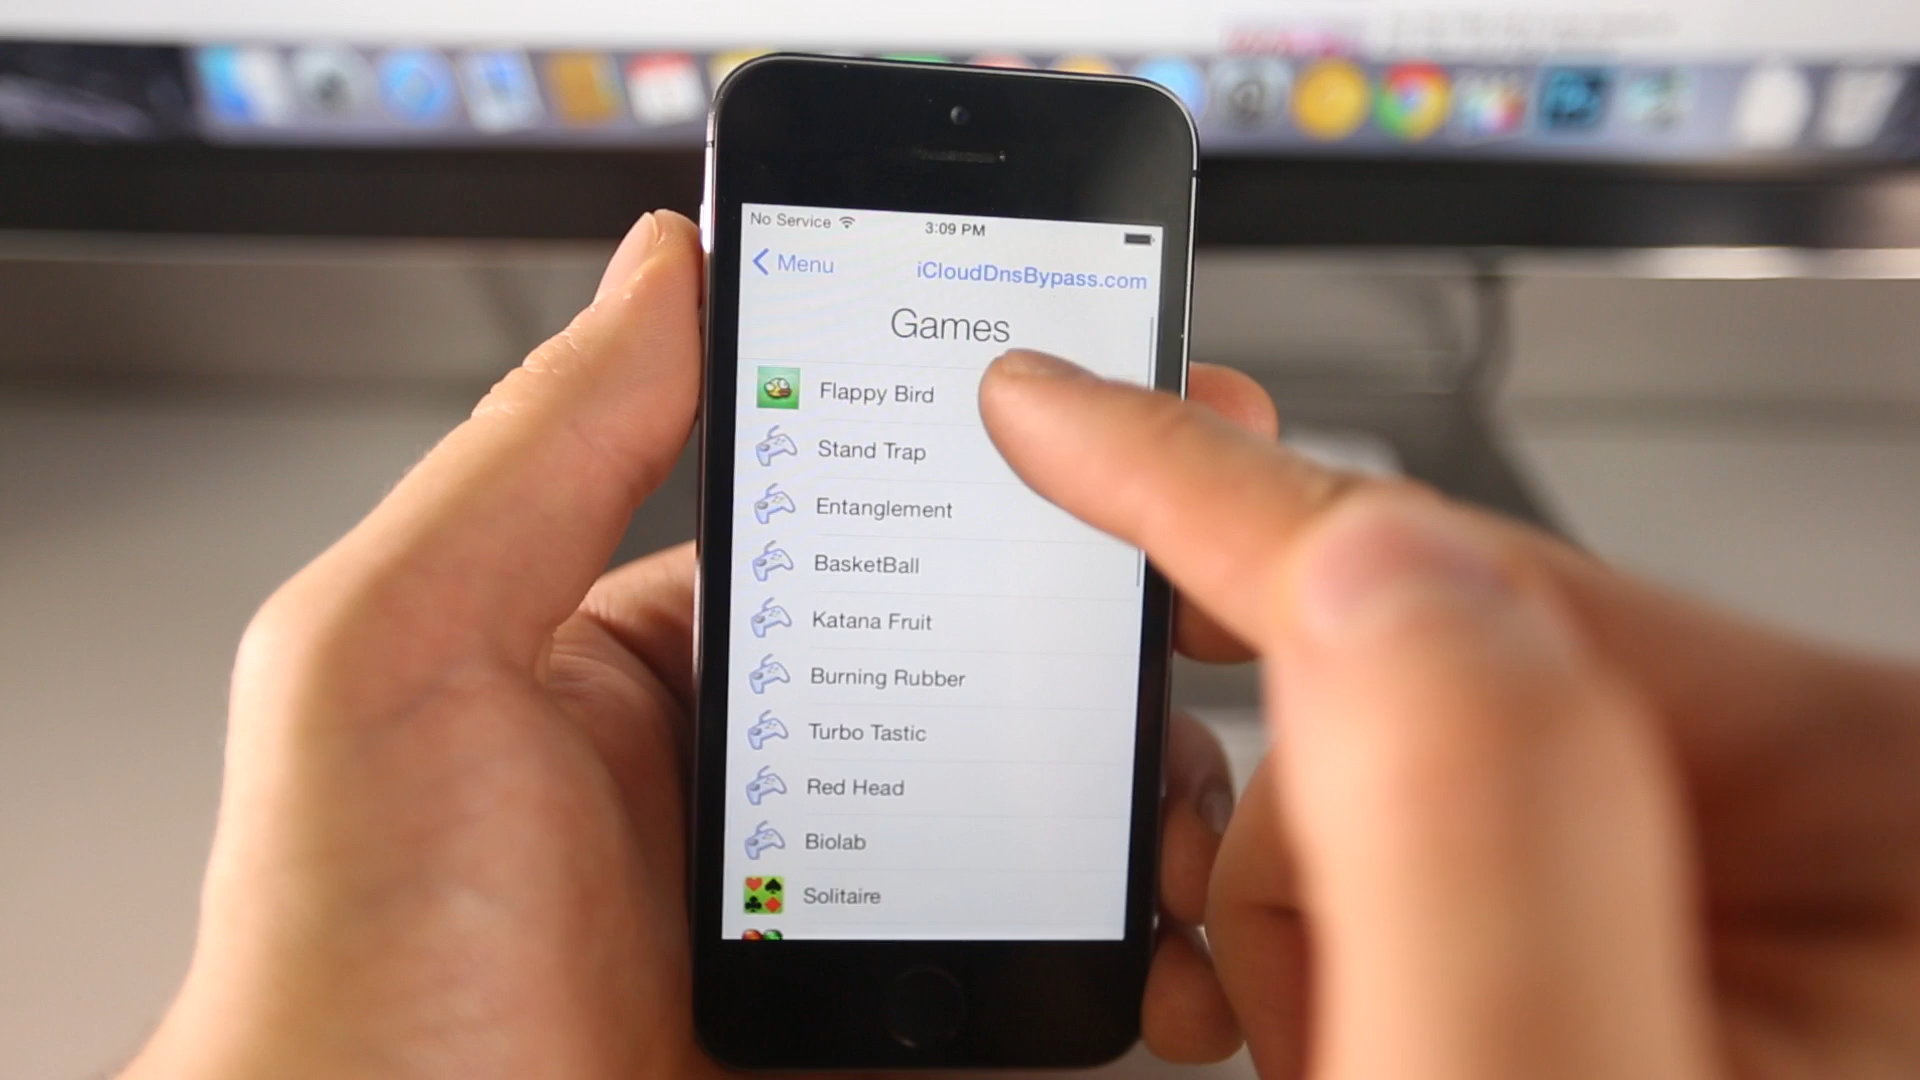 No Service 3:09 PM
Menu iCloudDnsBypass.com
Games
Flappy Bird
Stand Trap
Entanglement
BasketBall
Katana Fruit
Burning Rubber
Turbo Tastic
Red Head
Biolab
Solitaire